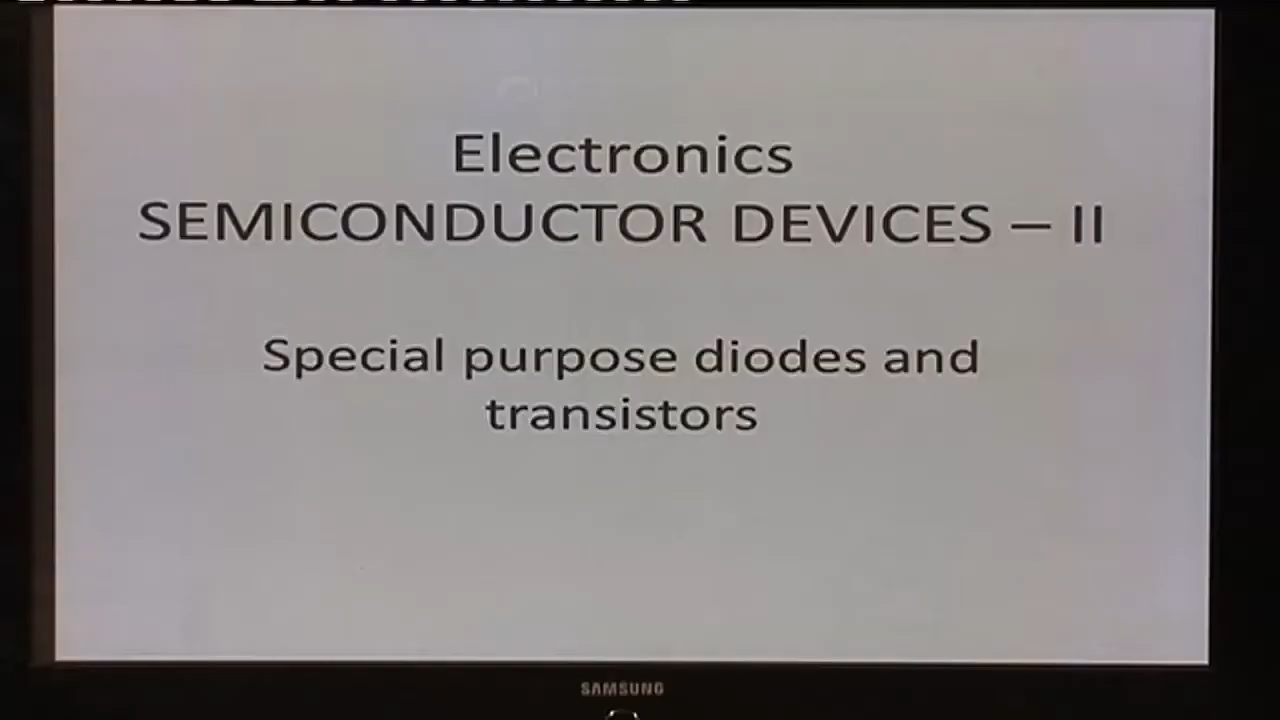 Electronics
SEMICONDUCTOR DEVICES – II
Special purpose diodes and
transistors
SAMSUNG